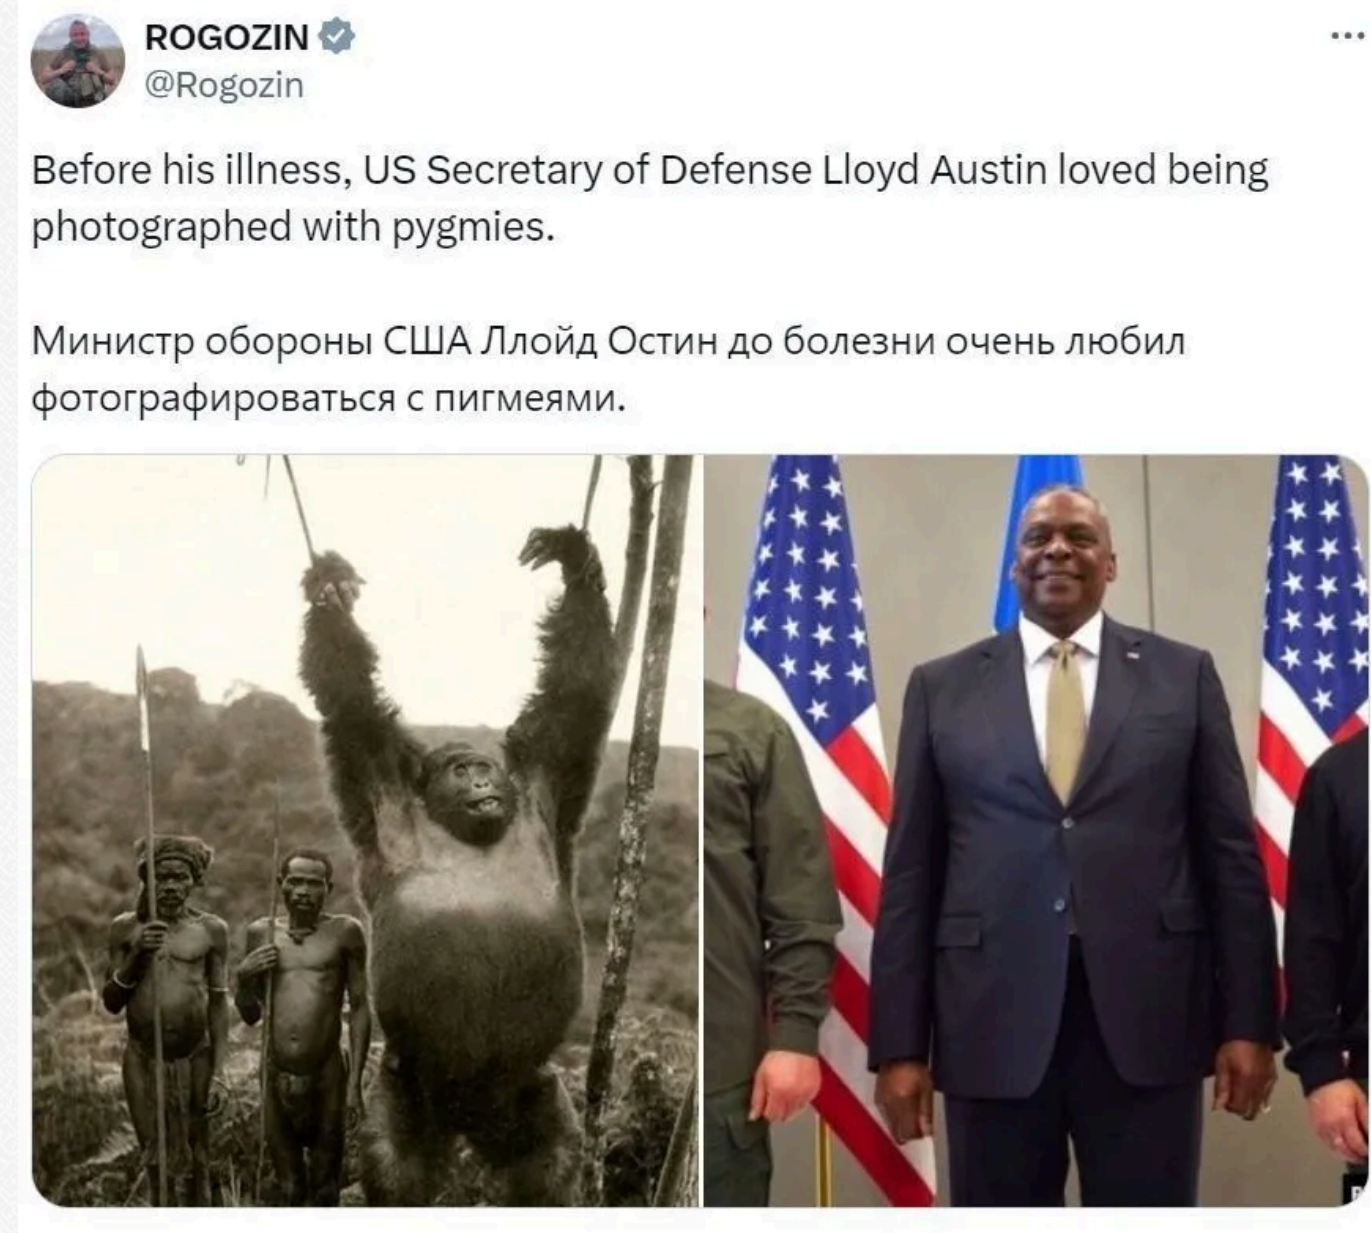 ROGOZIN
@Rogozin
Before his illness, US Secretary of Defense Lloyd Austin loved being
photographed with pygmies.
Министр обороны США Ллойд Остин до болезни очень любил
фотографироваться с пигмеями.